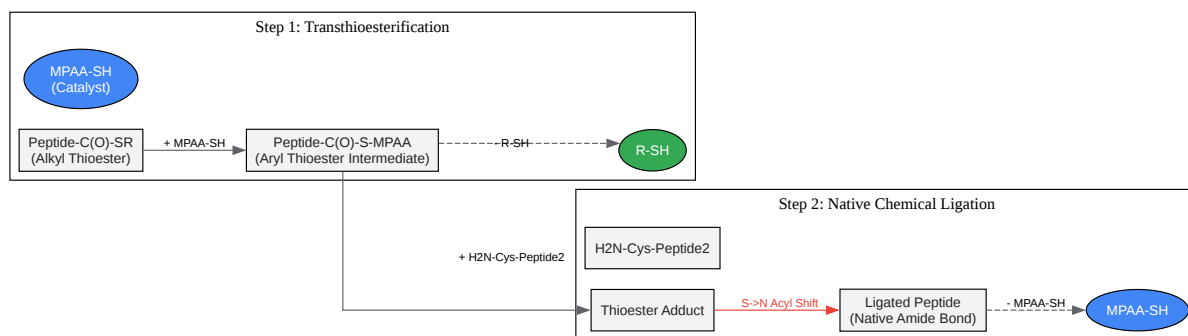 Step 1: Transthioesterification
MPAA-SH
(Catalyst)
Peptide-C(O)-SR
(Alkyl Thioester)
+ MPAA-SH
Peptide-C(O)-S-MPAA
(Aryl Thioester Intermediate)
- R-SH
R-SH
Step 2: Native Chemical Ligation
+ H2N-Cys-Peptide2
H2N-Cys-Peptide2
Thioester Adduct
S->N Acyl Shift
Ligated Peptide
(Native Amide Bond)
- MPAA-SH
MPAA-SH